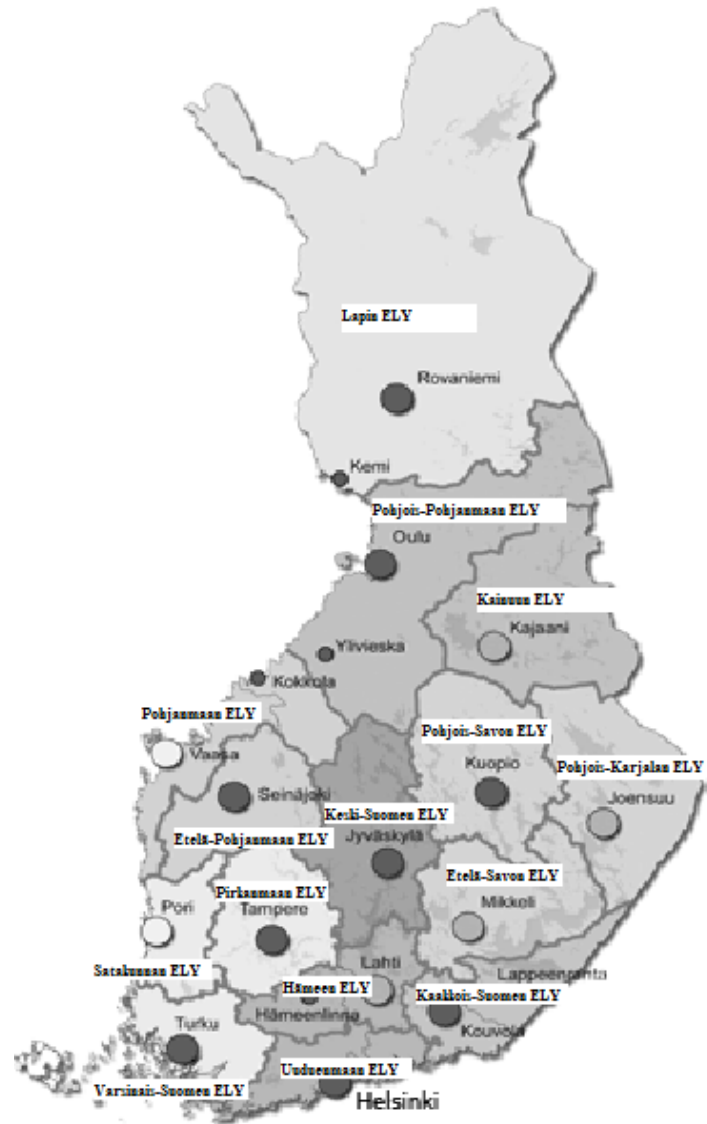 Lapin ELY
Rovaniemi
Kemi
Pohjois-Pohjanmaan ELY
Oulu
Kainuun ELY
Kajaani
Ylivieska
Kokkola
Pohjanmaan ELY
Vaasa
Pohjois-Savon ELY
Kuopio
Pohjois-Karjalan ELY
Joensuu
Seinäjoki
Keski-Suomen ELY
Jyväskylä
Etelä-Pohjanmaan ELY
Etelä-Savon ELY
Mikkeli
Pirkanmaan ELY
Tampere
Pori
Satakunnan ELY
Lahti
Hämeen ELY
Hämeenlinna
Lappeenranta
Kaakkois-Suomen ELY
Kouvola
Turku
Varsinais-Suomen ELY
Uuduenmaan ELY
Helsinki